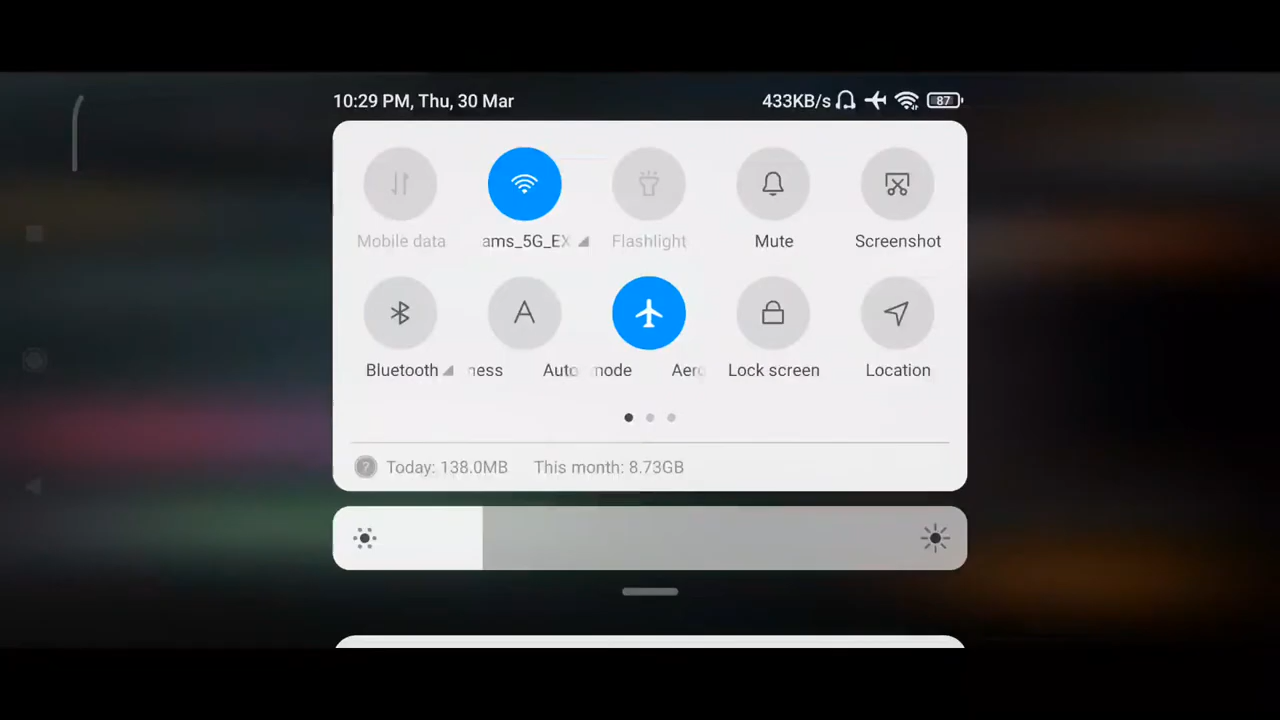 10:29 PM, Thu, 30 Mar 433KB/s 87
Mobile data ams_5G_EX Flashlight Mute Screenshot
Bluetooth ness Auto mode Aero Lock screen Location
Today: 138.0MB This month: 8.73GB